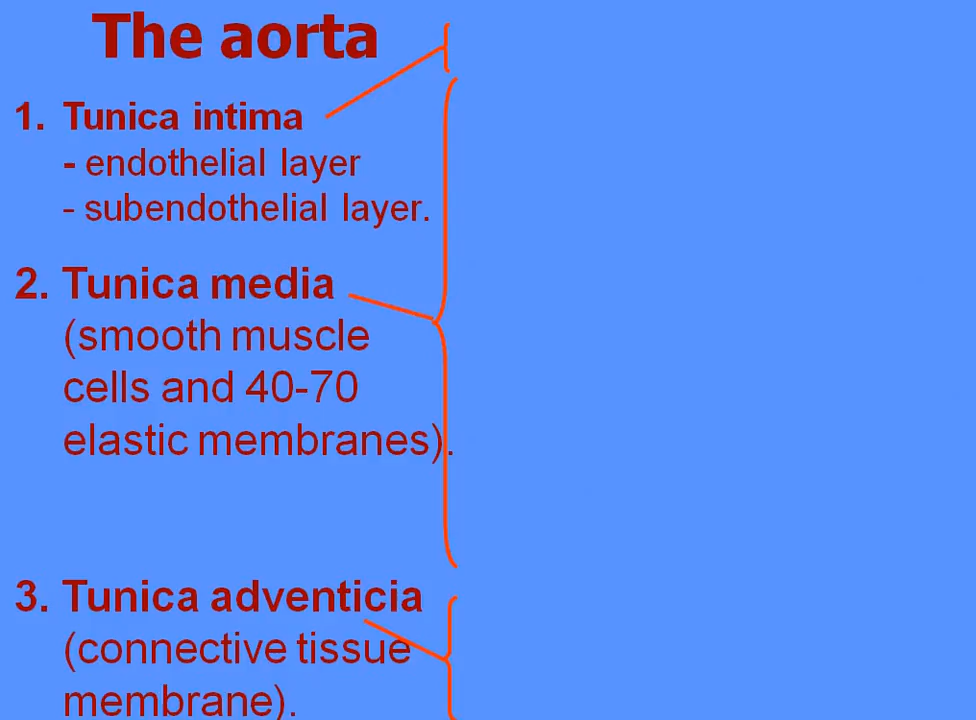 The aorta
1. Tunica intima
- endothelial layer
- subendothelial layer.
2. Tunica media
(smooth muscle
cells and 40-70
elastic membranes).
3. Tunica adventicia
(connective tissue
membrane).